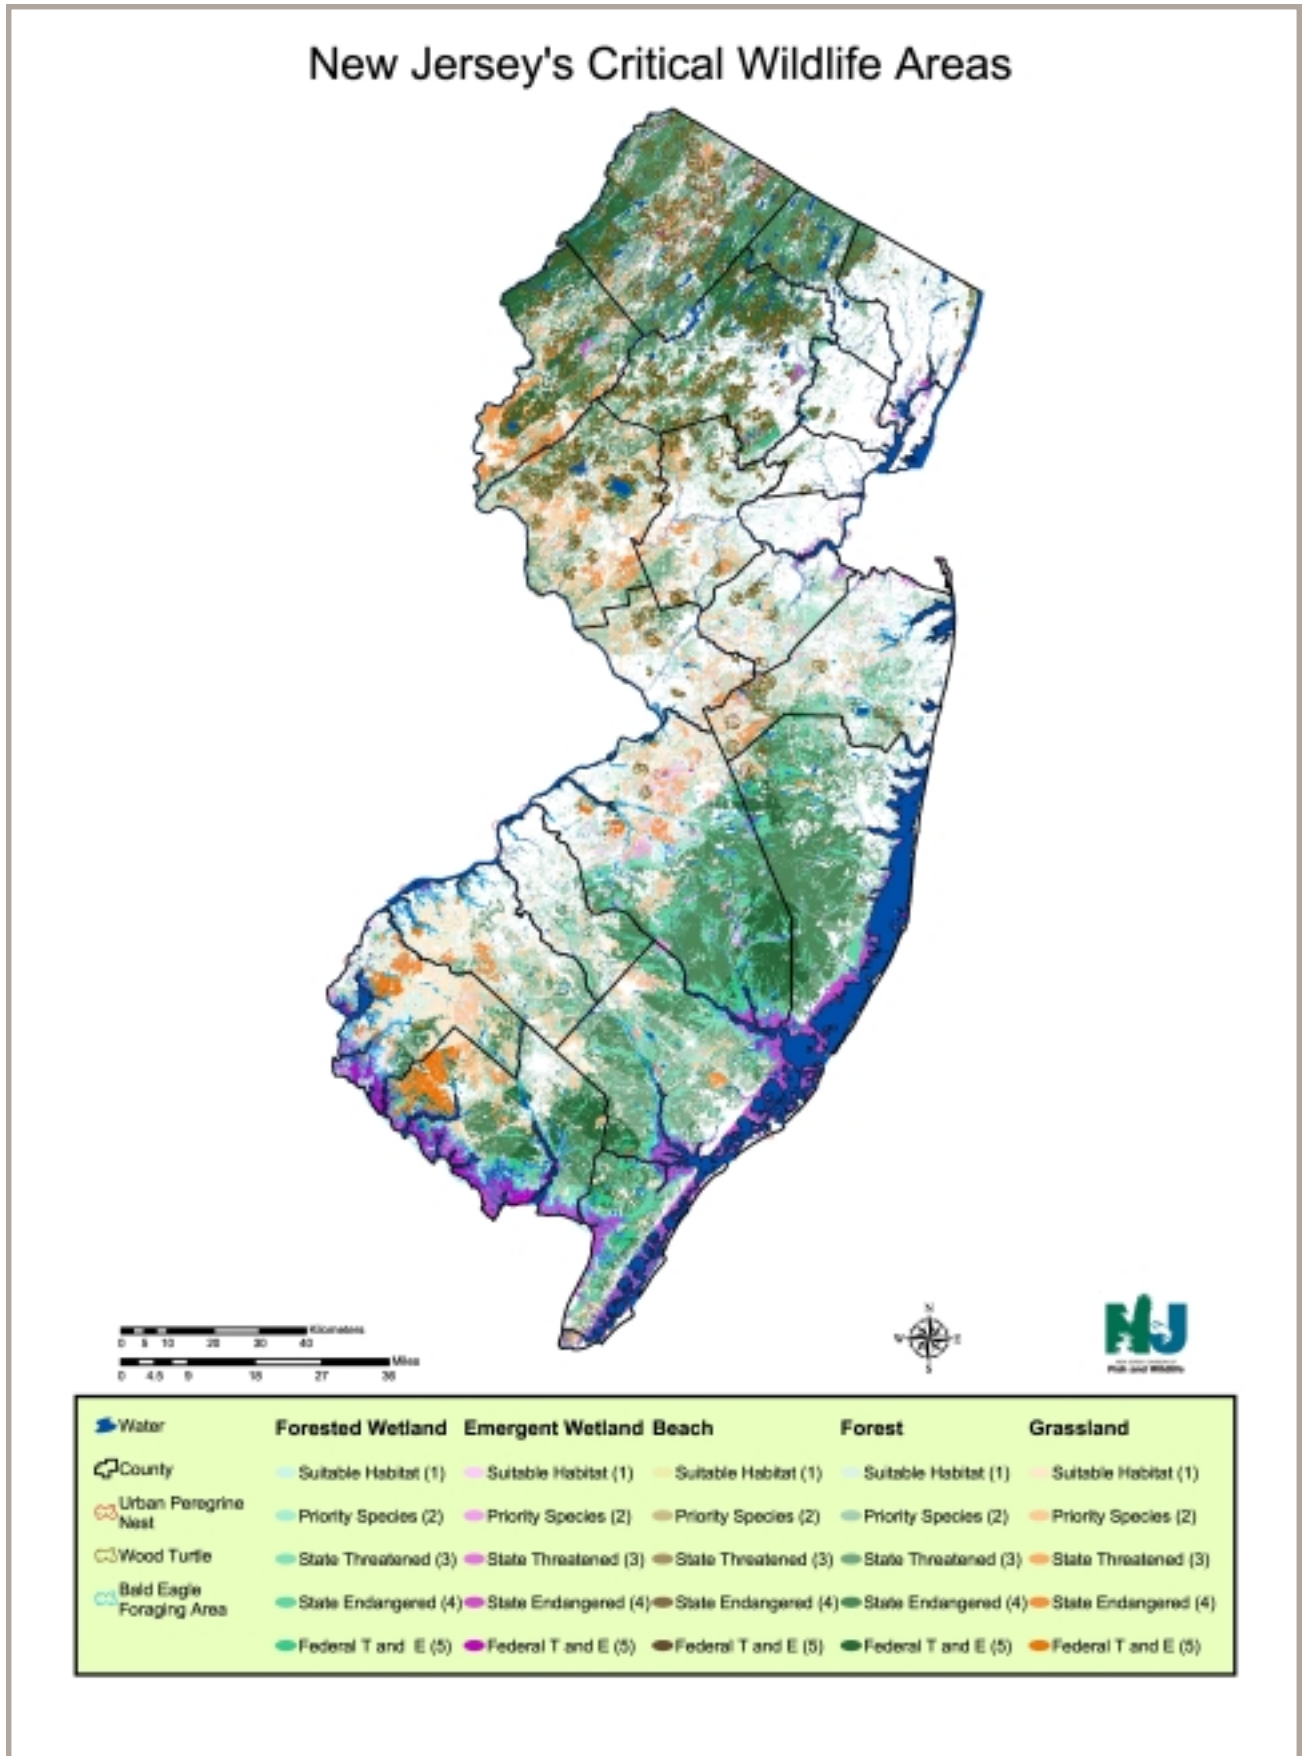 New Jersey's Critical Wildlife Areas
Kilometers
0 5 10 20 30 40
Miles
0 4.5 9 18 27 36
N
W E
S
NJ
Fish and Wildlife
Water
County
Urban Peregrine
Nest
Wood Turtle
Bald Eagle
Foraging Area
Forested Wetland
Suitable Habitat (1)
Priority Species (2)
State Threatened (3)
State Endangered (4)
Federal T and E (5)
Emergent Wetland
Suitable Habitat (1)
Priority Species (2)
State Threatened (3)
State Endangered (4)
Federal T and E (5)
Beach
Suitable Habitat (1)
Priority Species (2)
State Threatened (3)
State Endangered (4)
Federal T and E (5)
Forest
Suitable Habitat (1)
Priority Species (2)
State Threatened (3)
State Endangered (4)
Federal T and E (5)
Grassland
Suitable Habitat (1)
Priority Species (2)
State Threatened (3)
State Endangered (4)
Federal T and E (5)